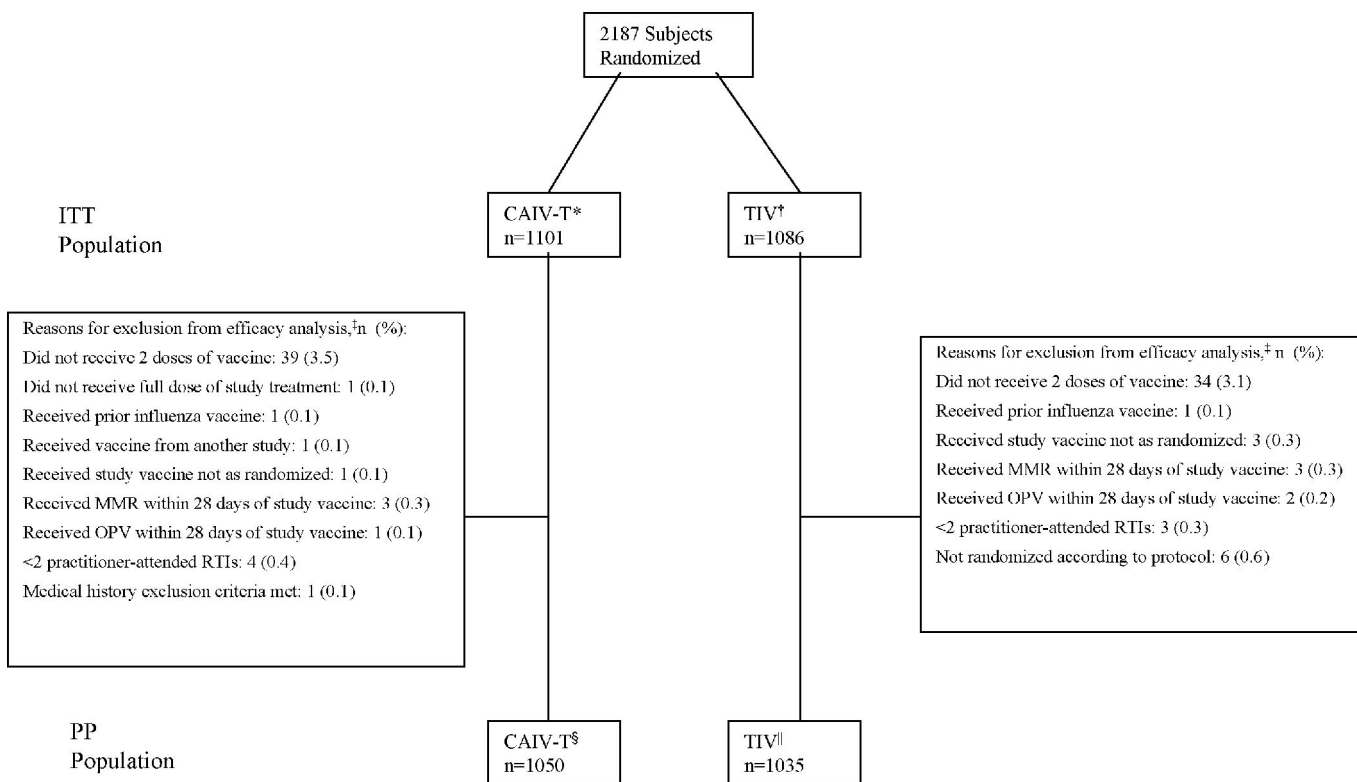 2187 Subjects
Randomized
ITT
Population
CAIV-T*
n=1101
TIV†
n=1086
Reasons for exclusion from efficacy analysis,‡n (%):
Did not receive 2 doses of vaccine: 39 (3.5)
Did not receive full dose of study treatment: 1 (0.1)
Received prior influenza vaccine: 1 (0.1)
Received vaccine from another study: 1 (0.1)
Received study vaccine not as randomized: 1 (0.1)
Received MMR within 28 days of study vaccine: 3 (0.3)
Received OPV within 28 days of study vaccine: 1 (0.1)
<2 practitioner-attended RTIs: 4 (0.4)
Medical history exclusion criteria met: 1 (0.1)
Reasons for exclusion from efficacy analysis,‡ n (%):
Did not receive 2 doses of vaccine: 34 (3.1)
Received prior influenza vaccine: 1 (0.1)
Received study vaccine not as randomized: 3 (0.3)
Received MMR within 28 days of study vaccine: 3 (0.3)
Received OPV within 28 days of study vaccine: 2 (0.2)
<2 practitioner-attended RTIs: 3 (0.3)
Not randomized according to protocol: 6 (0.6)
PP
Population
CAIV-T§
n=1050
TIV||
n=1035